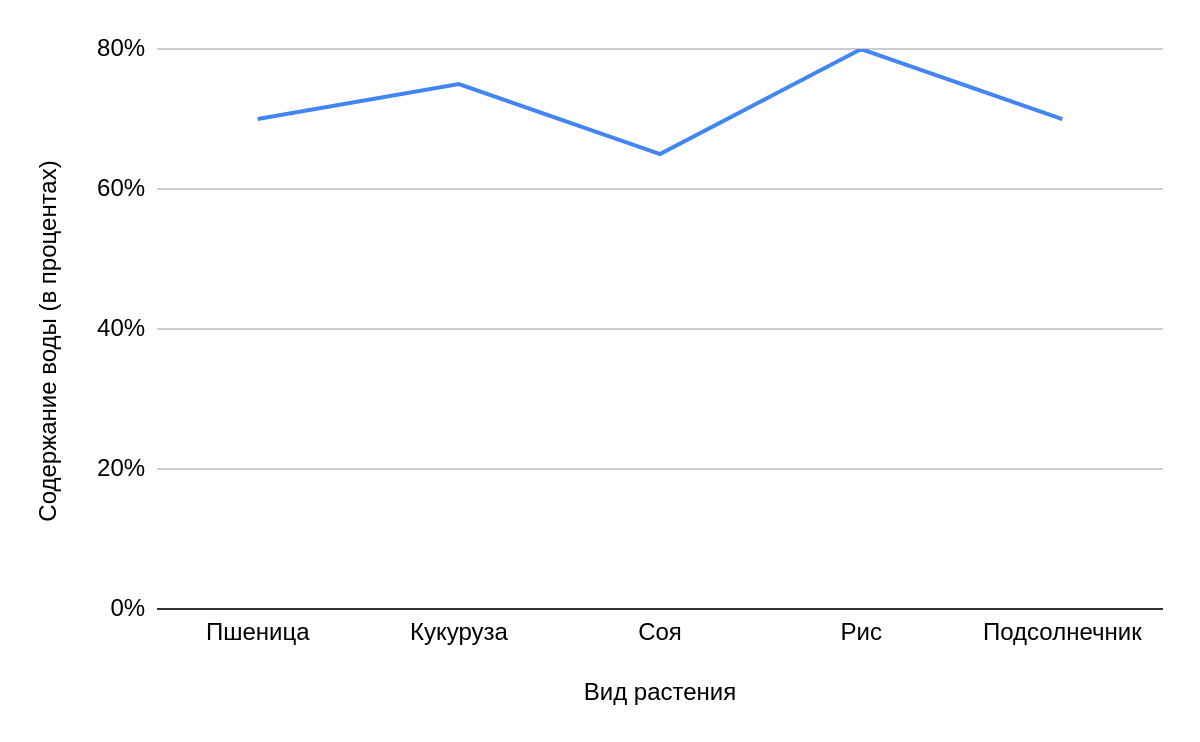 80%
60%
40%
20%
0%
Содержание воды (в процентах)
Пшеница Кукуруза Соя Рис Подсолнечник
Вид растения